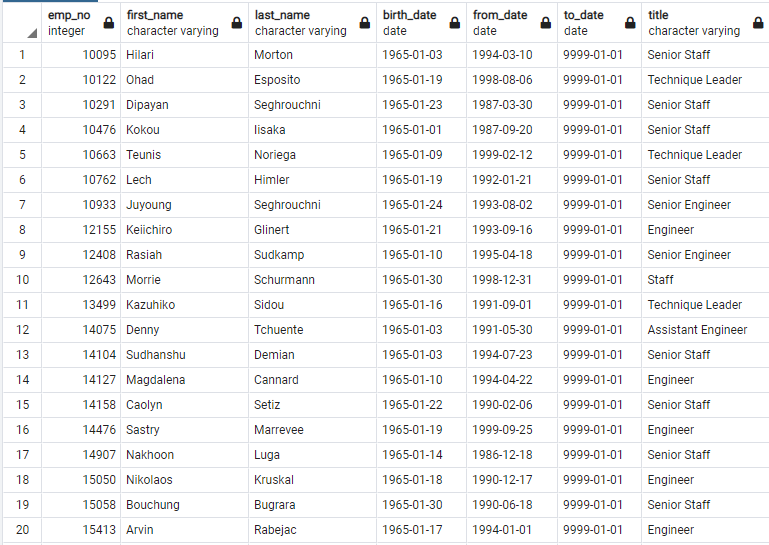 emp_no first_name last_name birth_date from_date to_date title
integer character varying character varying date date date character varying
1 10095 Hilari Morton 1965-01-03 1994-03-10 9999-01-01 Senior Staff
2 10122 Ohad Esposito 1965-01-19 1998-08-06 9999-01-01 Technique Leader
3 10291 Dipayan Seghrouchni 1965-01-23 1987-03-30 9999-01-01 Senior Staff
4 10476 Kokou Iisaka 1965-01-01 1987-09-20 9999-01-01 Senior Staff
5 10663 Teunis Noriega 1965-01-09 1999-02-12 9999-01-01 Technique Leader
6 10762 Lech Himler 1965-01-19 1992-01-21 9999-01-01 Senior Staff
7 10933 Juyoung Seghrouchni 1965-01-24 1993-08-02 9999-01-01 Senior Engineer
8 12155 Keiichiro Glinert 1965-01-21 1993-09-16 9999-01-01 Engineer
9 12408 Rasiah Sudkamp 1965-01-10 1995-04-18 9999-01-01 Senior Engineer
10 12643 Morrie Schurmann 1965-01-30 1998-12-31 9999-01-01 Staff
11 13499 Kazuhiko Sidou 1965-01-16 1991-09-01 9999-01-01 Technique Leader
12 14075 Denny Tchuente 1965-01-03 1991-05-30 9999-01-01 Assistant Engineer
13 14104 Sudhanshu Demian 1965-01-03 1994-07-23 9999-01-01 Senior Staff
14 14127 Magdalena Cannard 1965-01-10 1994-04-22 9999-01-01 Engineer
15 14158 Caolyn Setiz 1965-01-22 1990-02-06 9999-01-01 Senior Staff
16 14476 Sastry Marrevee 1965-01-19 1999-09-25 9999-01-01 Engineer
17 14907 Nakhoon Luga 1965-01-14 1986-12-18 9999-01-01 Senior Staff
18 15050 Nikolaos Kruskal 1965-01-18 1990-12-17 9999-01-01 Engineer
19 15058 Bouchung Bugrara 1965-01-30 1990-06-18 9999-01-01 Senior Staff
20 15413 Arvin Rabejac 1965-01-17 1994-01-01 9999-01-01 Engineer